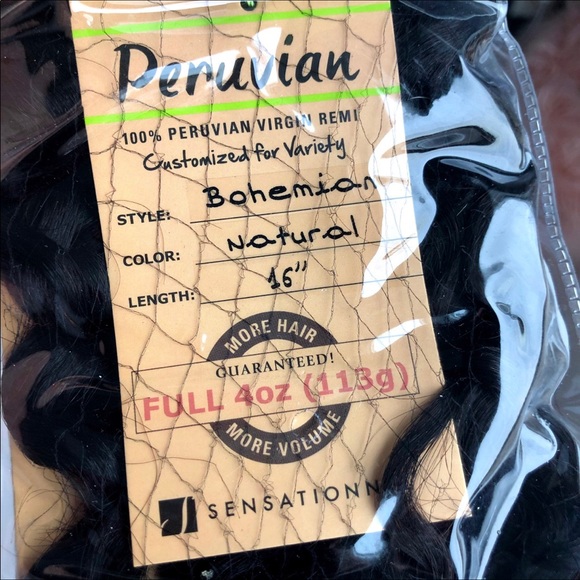 Peruvian
100% PERUVIAN VIRGIN REMI
Customized for Variety
STYLE: Bohemian
COLOR: Natural
LENGTH: 16"
MORE HAIR
GUARANTEED!
FULL 4oz (113g)
MORE VOLUME
SENSATIONN